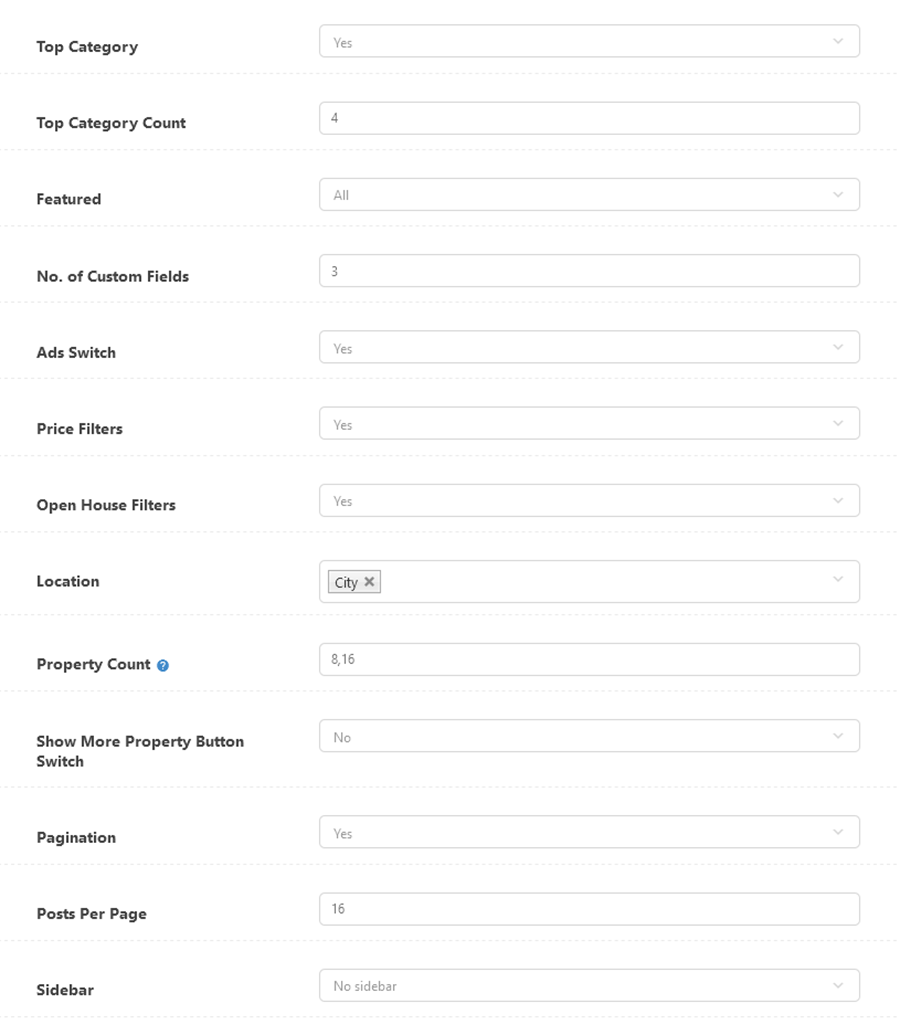 Top Category
Yes
Top Category Count
4
Featured
All
No. of Custom Fields
3
Ads Switch
Yes
Price Filters
Yes
Open House Filters
Yes
Location
City
Property Count ?
8,16
Show More Property Button
Switch
No
Pagination
Yes
Posts Per Page
16
Sidebar
No sidebar